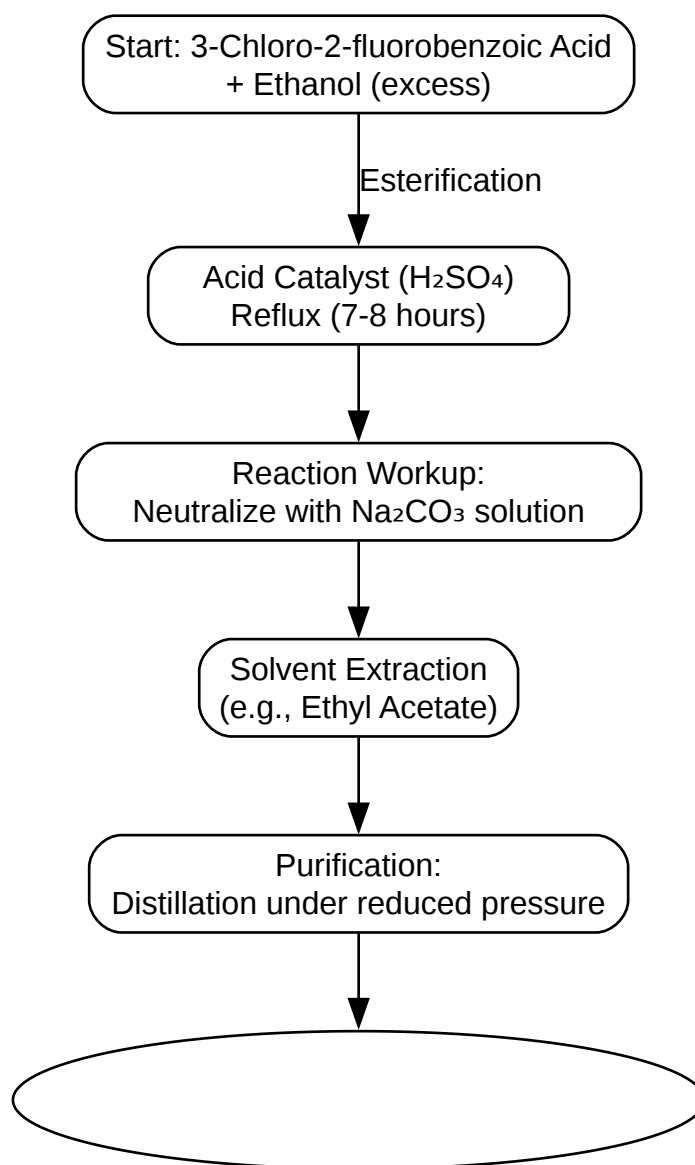 Start: 3-Chloro-2-fluorobenzoic Acid
+ Ethanol (excess)
Esterification
Acid Catalyst (H₂SO₄)
Reflux (7-8 hours)
Reaction Workup:
Neutralize with Na₂CO₃ solution
Solvent Extraction
(e.g., Ethyl Acetate)
Purification:
Distillation under reduced pressure